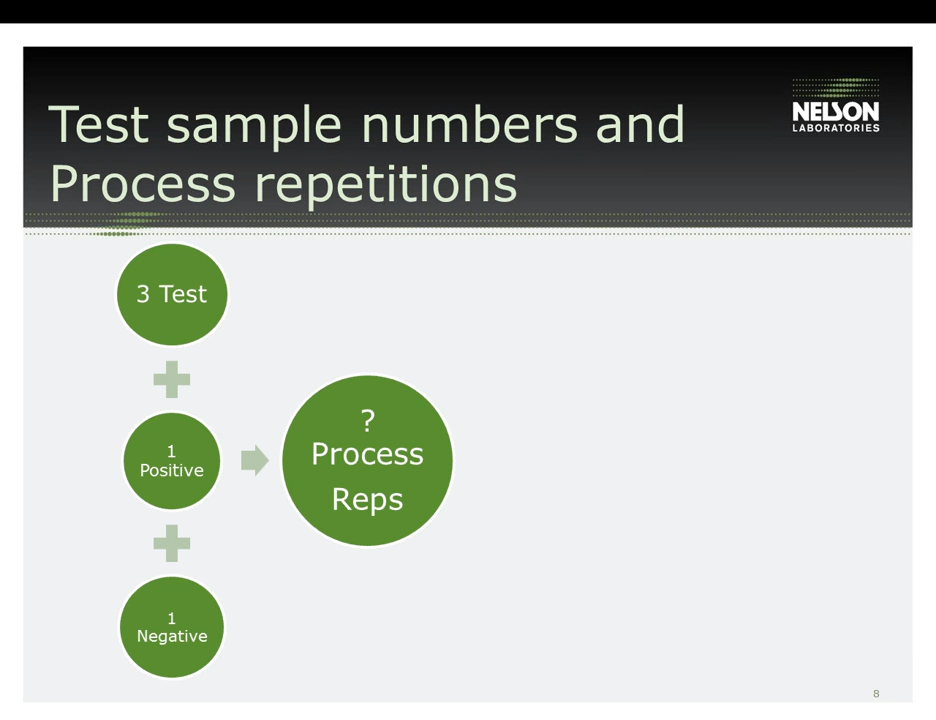 Test sample numbers and
Process repetitions
NELSON
LABORATORIES
3 Test
1
Positive
1
Negative
?
Process
Reps
8